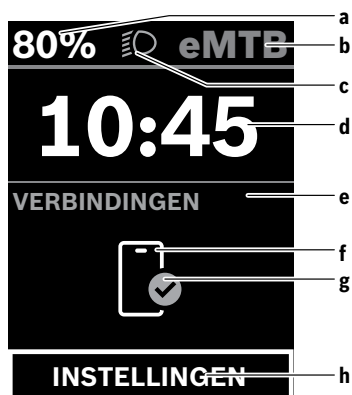 80% eMTB
10:45
VERBINDINGEN
INSTELLINGEN
a
b
c
d
e
f
g
h